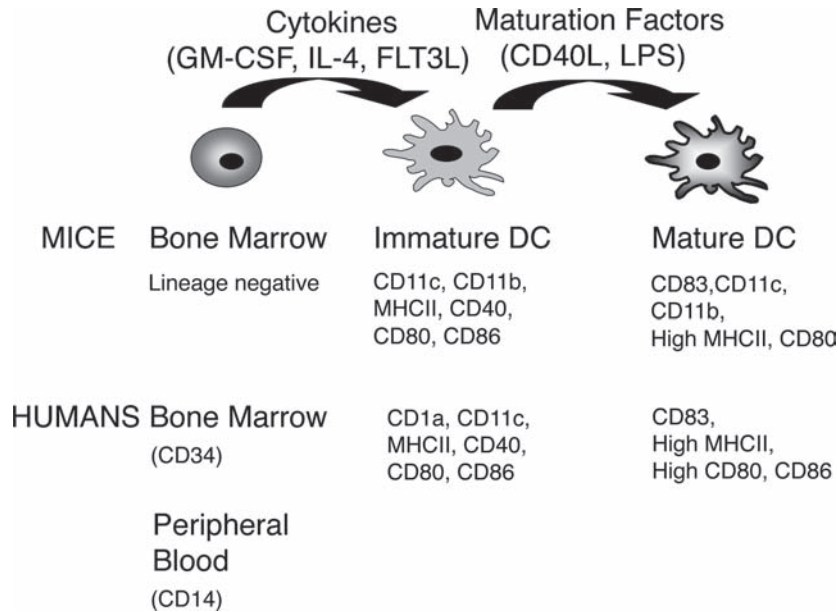 Cytokines
(GM-CSF, IL-4, FLT3L)
Maturation Factors
(CD40L, LPS)
MICE Bone Marrow Immature DC Mature DC
Lineage negative
CD11c, CD11b,
MHCII, CD40,
CD80, CD86
CD83,CD11c,
CD11b,
High MHCII, CD80
HUMANS Bone Marrow
(CD34)
CD1a, CD11c,
MHCII, CD40,
CD80, CD86
CD83,
High MHCII,
High CD80, CD86
Peripheral
Blood
(CD14)